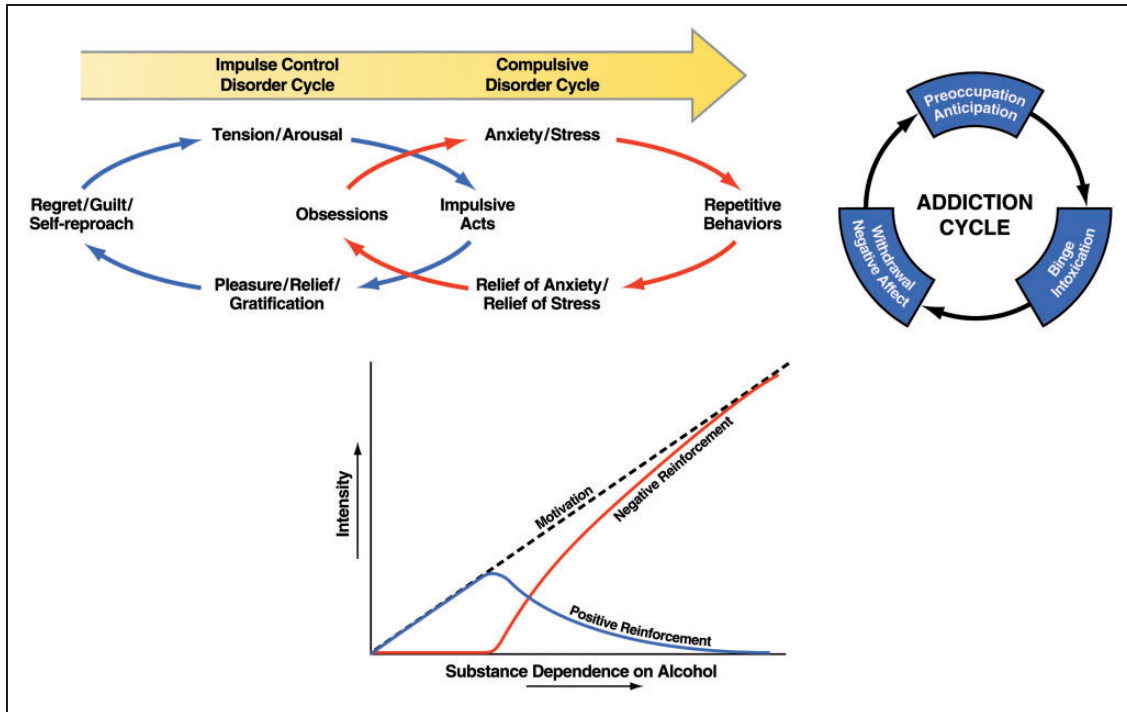 Impulse Control
Disorder Cycle
Compulsive
Disorder Cycle
Tension/Arousal
Anxiety/Stress
Regret/Guilt/
Self-reproach
Obsessions
Impulsive
Acts
Repetitive
Behaviors
Pleasure/Relief/
Gratification
Relief of Anxiety/
Relief of Stress
Preoccupation
Anticipation
ADDICTION
CYCLE
Withdrawal
Negative Affect
Binge
Intoxication
Intensity
Motivation
Negative Reinforcement
Positive Reinforcement
Substance Dependence on Alcohol